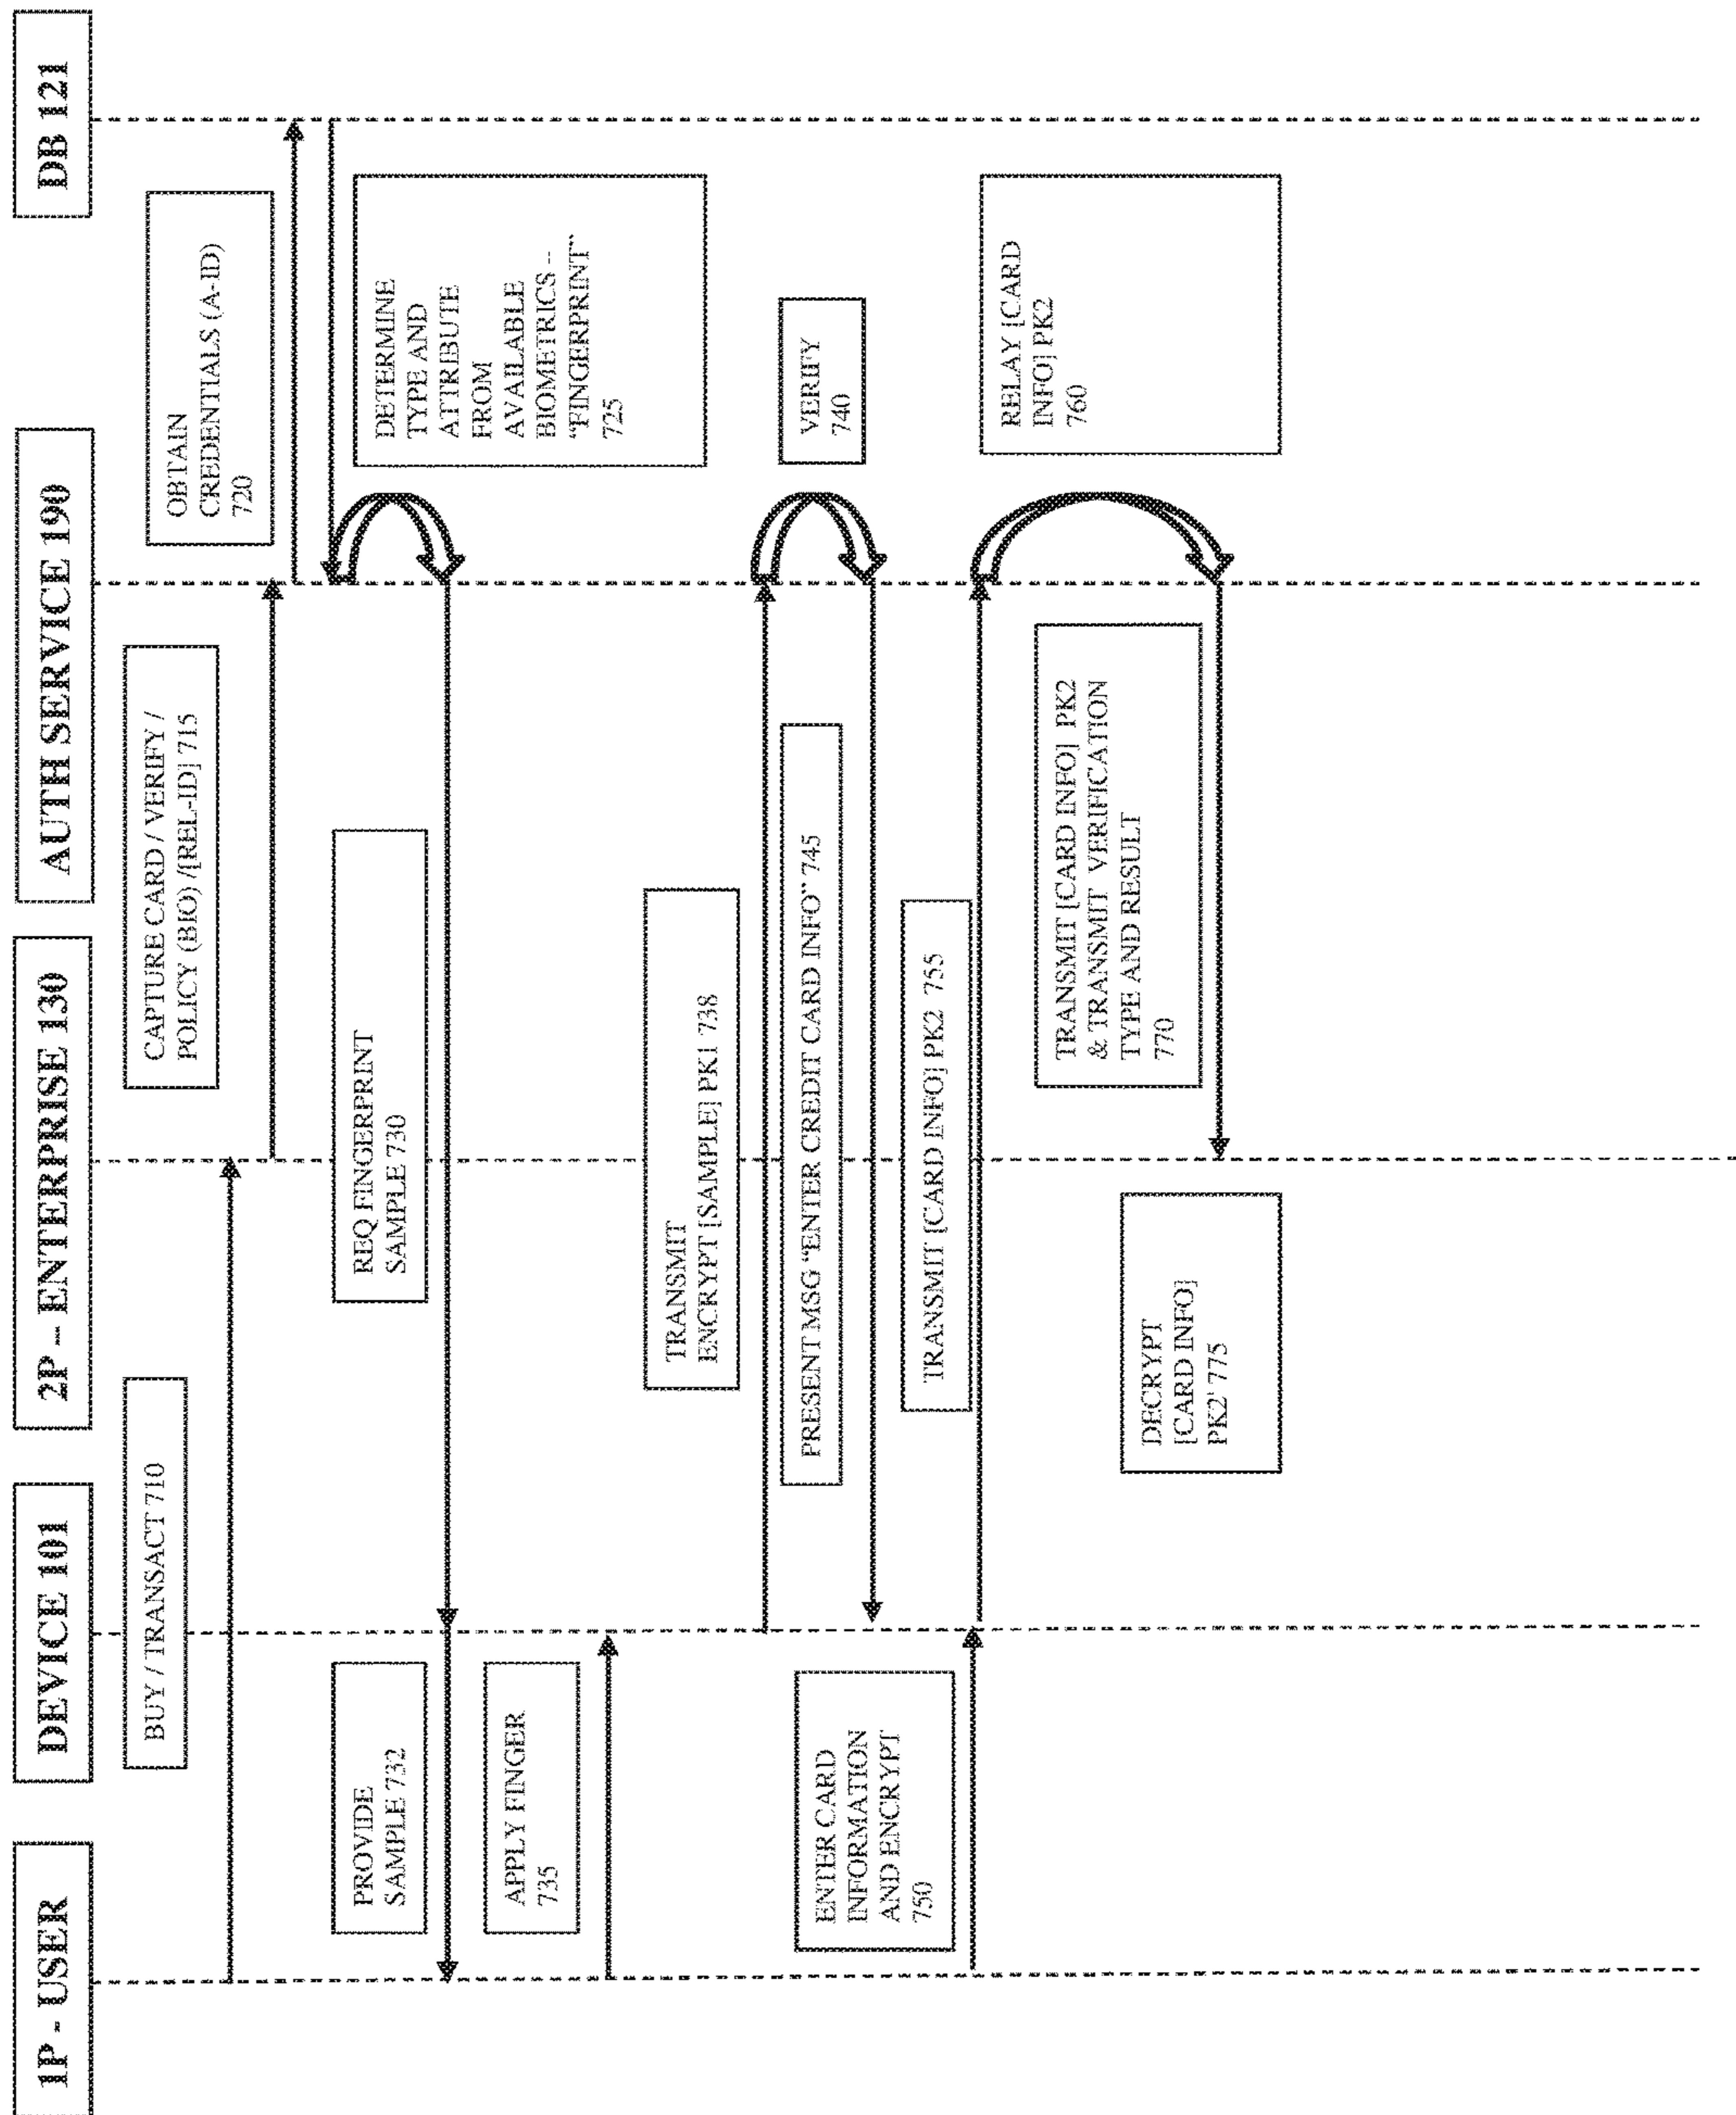 1P - USER
DEVICE 101
2P – ENTERPRISE 130
AUTH SERVICE 190
DB 121
BUY / TRANSACT 710
CAPTURE CARD / VERIFY /
POLICY (BIO) /[REL-ID] 715
OBTAIN
CREDENTIALS (A-ID)
720
DETERMINE
TYPE AND
ATTRIBUTE
FROM
AVAILABLE
BIOMETRICS --
"FINGERPRINT"
725
REQ FINGERPRINT
SAMPLE 730
PROVIDE
SAMPLE 732
APPLY FINGER
735
TRANSMIT
ENCRYPT [SAMPLE] PK1 738
VERIFY
740
PRESENT MSG "ENTER CREDIT CARD INFO" 745
ENTER CARD
INFORMATION
AND ENCRYPT
750
TRANSMIT [CARD INFO] PK2 755
RELAY [CARD
INFO] PK2
760
TRANSMIT [CARD INFO] PK2
& TRANSMIT VERIFICATION
TYPE AND RESULT
770
DECRYPT
[CARD INFO]
PK2' 775